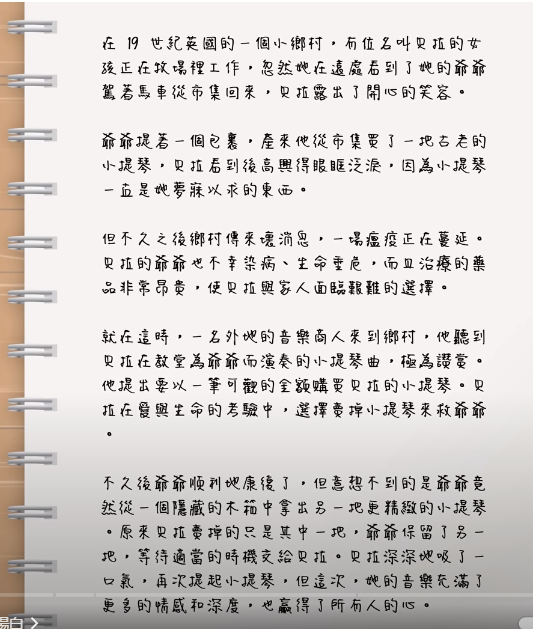 在 19 世紀英國的一個小鄉村，有位名叫貝拉的女
孩正在牧場裡工作，忽然她在遠處看到了她的爺爺
駕著馬車從市集回來，貝拉露出了開心的笑容。
爺爺提著一個包裹，產來他從市集買了一把古老的
小提琴，貝拉看到後高興得眼眶泛淚，因為小提琴
一直是她夢寐以求的東西。
但不久之後鄉村傳來壞消息，一場瘟疫正在蔓延。
貝拉的爺爺也不幸染病、生命垂危，而且治療的藥
品非常昂貴，使貝拉與家人面臨艱難的選擇。
就在這時，一名外地的音樂商人來到鄉村，他聽到
貝拉在教堂為爺爺而演奏的小提琴曲，極為讚賞。
他提出要以一筆可觀的金額購買貝拉的小提琴。貝
拉在愛與生命的考驗中，選擇賣掉小提琴來救爺爺
。
不久後爺爺順利地康復了，但意想不到的是爺爺竟
然從一個隱藏的木箱中拿出另一把更精緻的小提琴
。原來貝拉賣掉的只是其中一把，爺爺保留了另一
把，等待適當的時機交給貝拉。貝拉深深地吸了一
口氣，再次提起小提琴，但這次，她的音樂充滿了
更多的情感和深度，也贏得了所有人的心。
場白